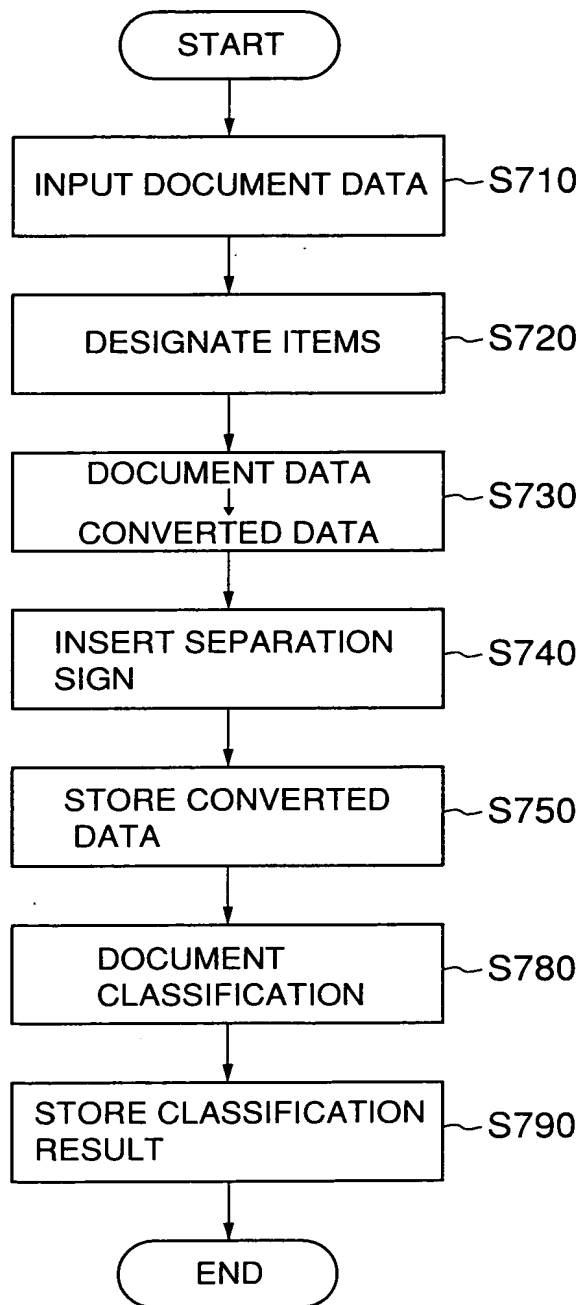 START
INPUT DOCUMENT DATA
S710
DESIGNATE ITEMS
S720
DOCUMENT DATA
CONVERTED DATA
S730
INSERT SEPARATION
SIGN
S740
STORE CONVERTED
DATA
S750
DOCUMENT
CLASSIFICATION
S780
STORE CLASSIFICATION
RESULT
S790
END